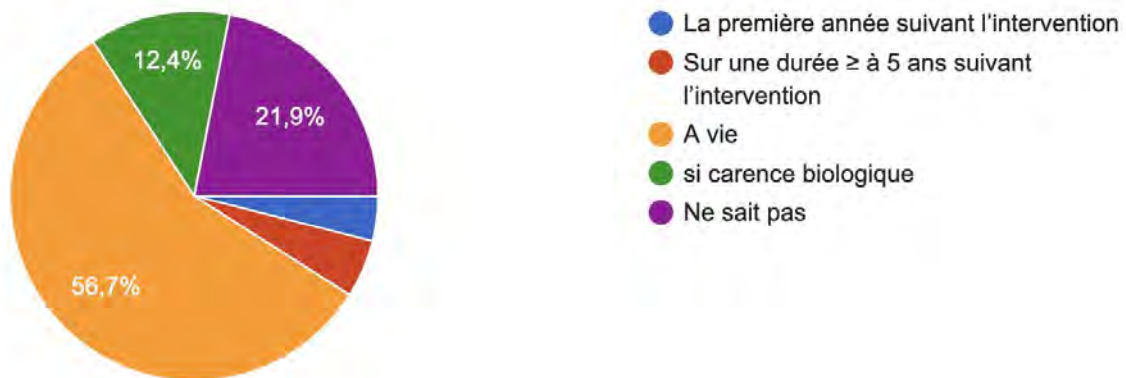 12,4%
21,9%
56,7%
La première année suivant l'intervention
Sur une durée ≥ à 5 ans suivant
l'intervention
A vie
si carence biologique
Ne sait pas